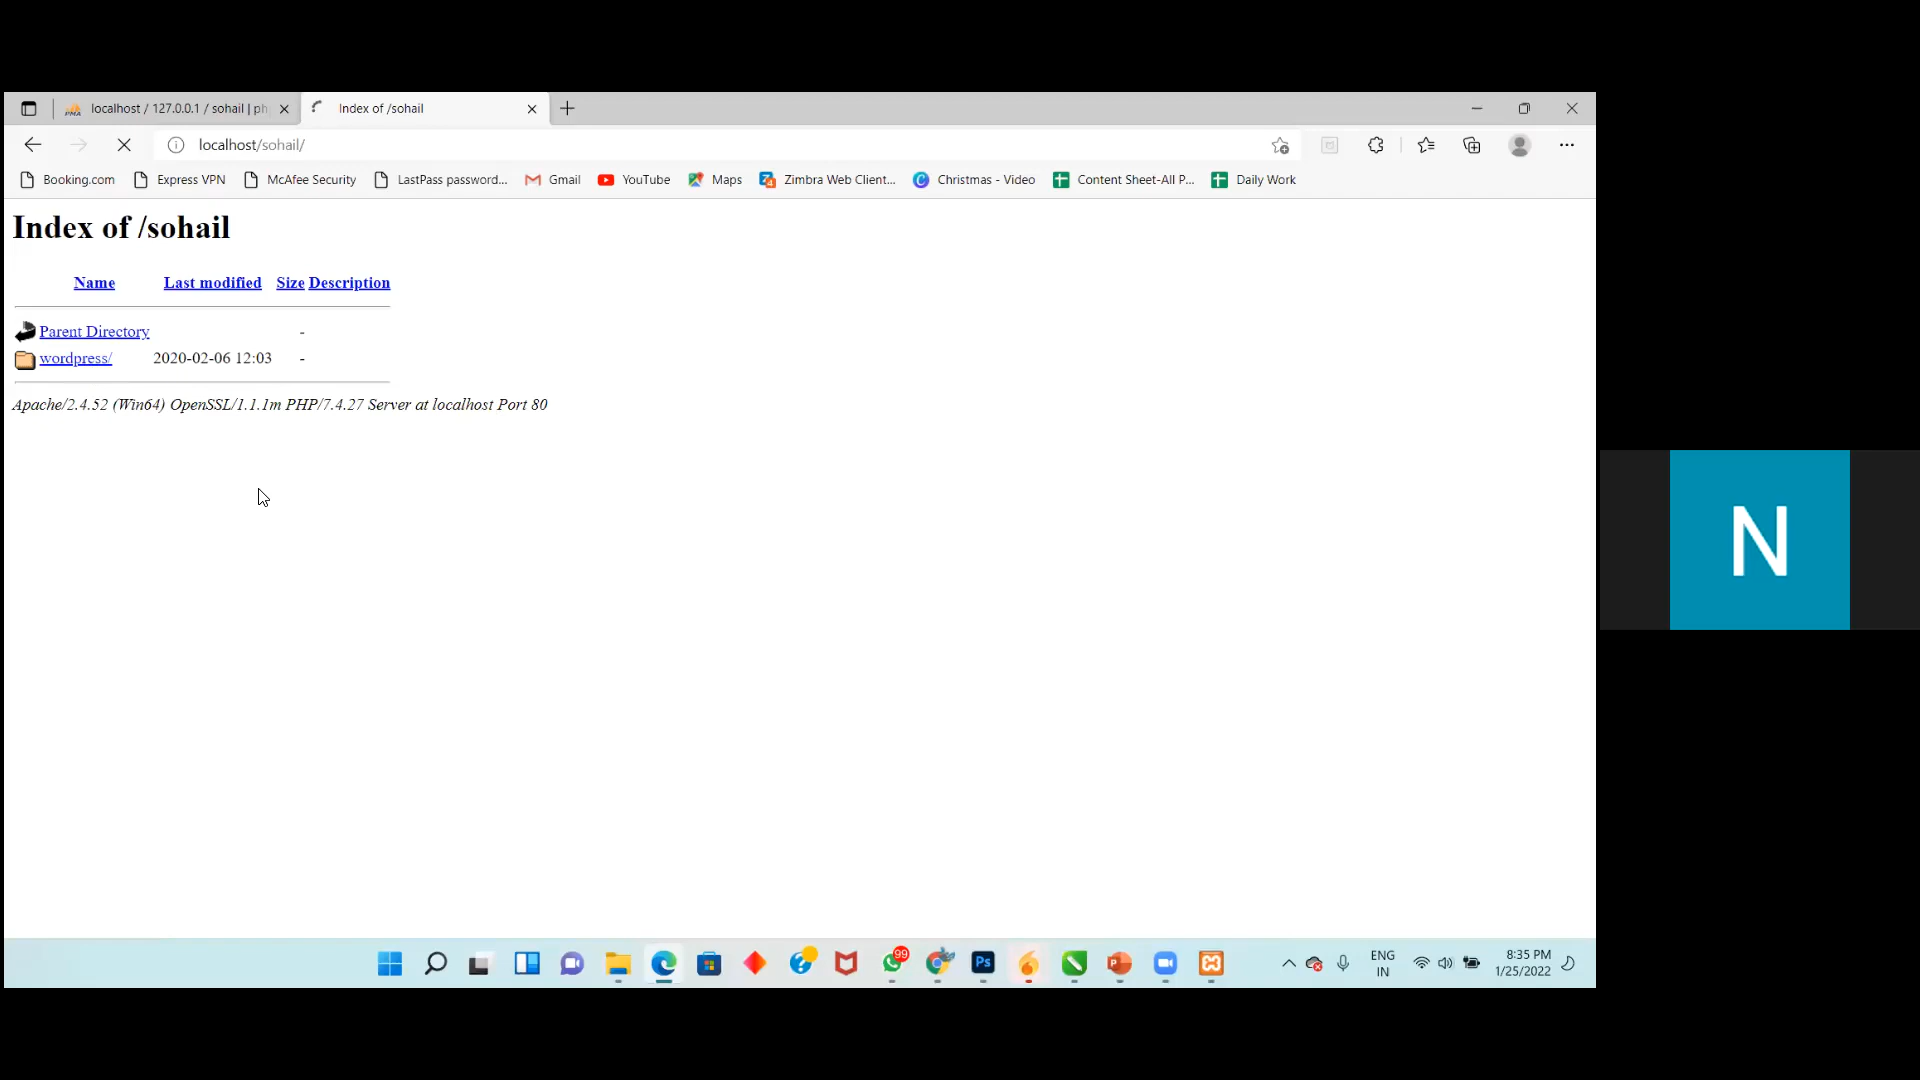 localhost / 127.0.0.1 / sohail | ph
Index of /sohail
localhost/sohail/
Booking.com
Express VPN
McAfee Security
LastPass password...
Gmail
YouTube
Maps
Zimbra Web Client...
Christmas - Video
Content Sheet-All P...
Daily Work
Index of /sohail
Name Last modified Size Description
Parent Directory -
wordpress/ 2020-02-06 12:03 -
Apache/2.4.52 (Win64) OpenSSL/1.1.1m PHP/7.4.27 Server at localhost Port 80
N
99
Ps
ENG
IN
8:35 PM
1/25/2022